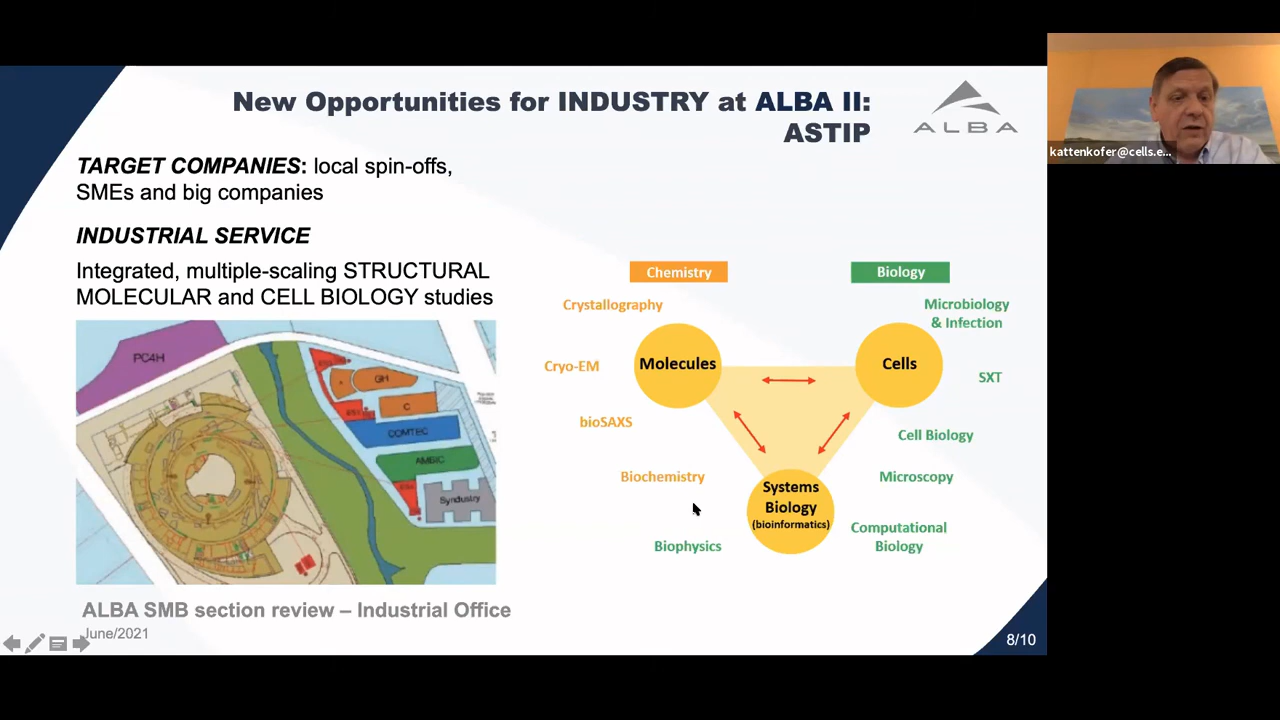 New Opportunities for INDUSTRY at ALBA II:
ASTIP
ALBA
kattenkofer@cells.e...
TARGET COMPANIES: local spin-offs,
SMEs and big companies
INDUSTRIAL SERVICE
Integrated, multiple-scaling STRUCTURAL
MOLECULAR and CELL BIOLOGY studies
PC4H
GH
C
COMTEC
AMBIC
Syndustry
Chemistry
Biology
Crystallography
Microbiology
& Infection
Molecules
Cells
Cryo-EM
SXT
bioSAXS
Cell Biology
Biochemistry
Microscopy
Systems
Biology
(bioinformatics)
Computational
Biology
Biophysics
ALBA SMB section review – Industrial Office
June/2021
8/10